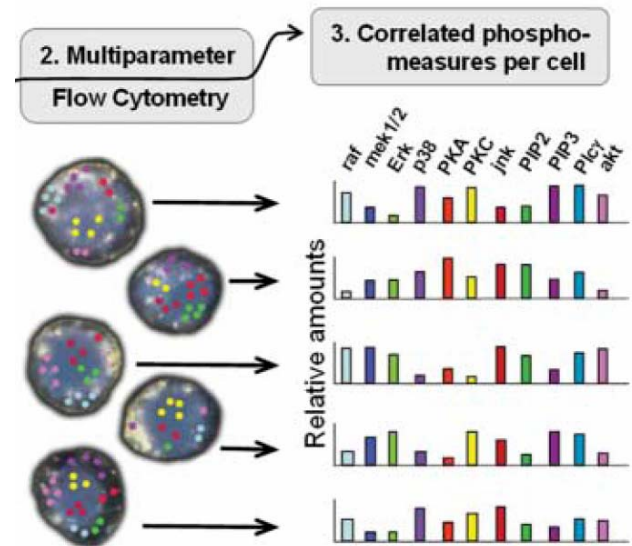 2. Multiparameter
Flow Cytometry
3. Correlated phospho-
measures per cell
raf
mek1/2
Erk
p38
PKA
PKC
jnk
PIP2
PIP3
Plcγ
akt
Relative amounts